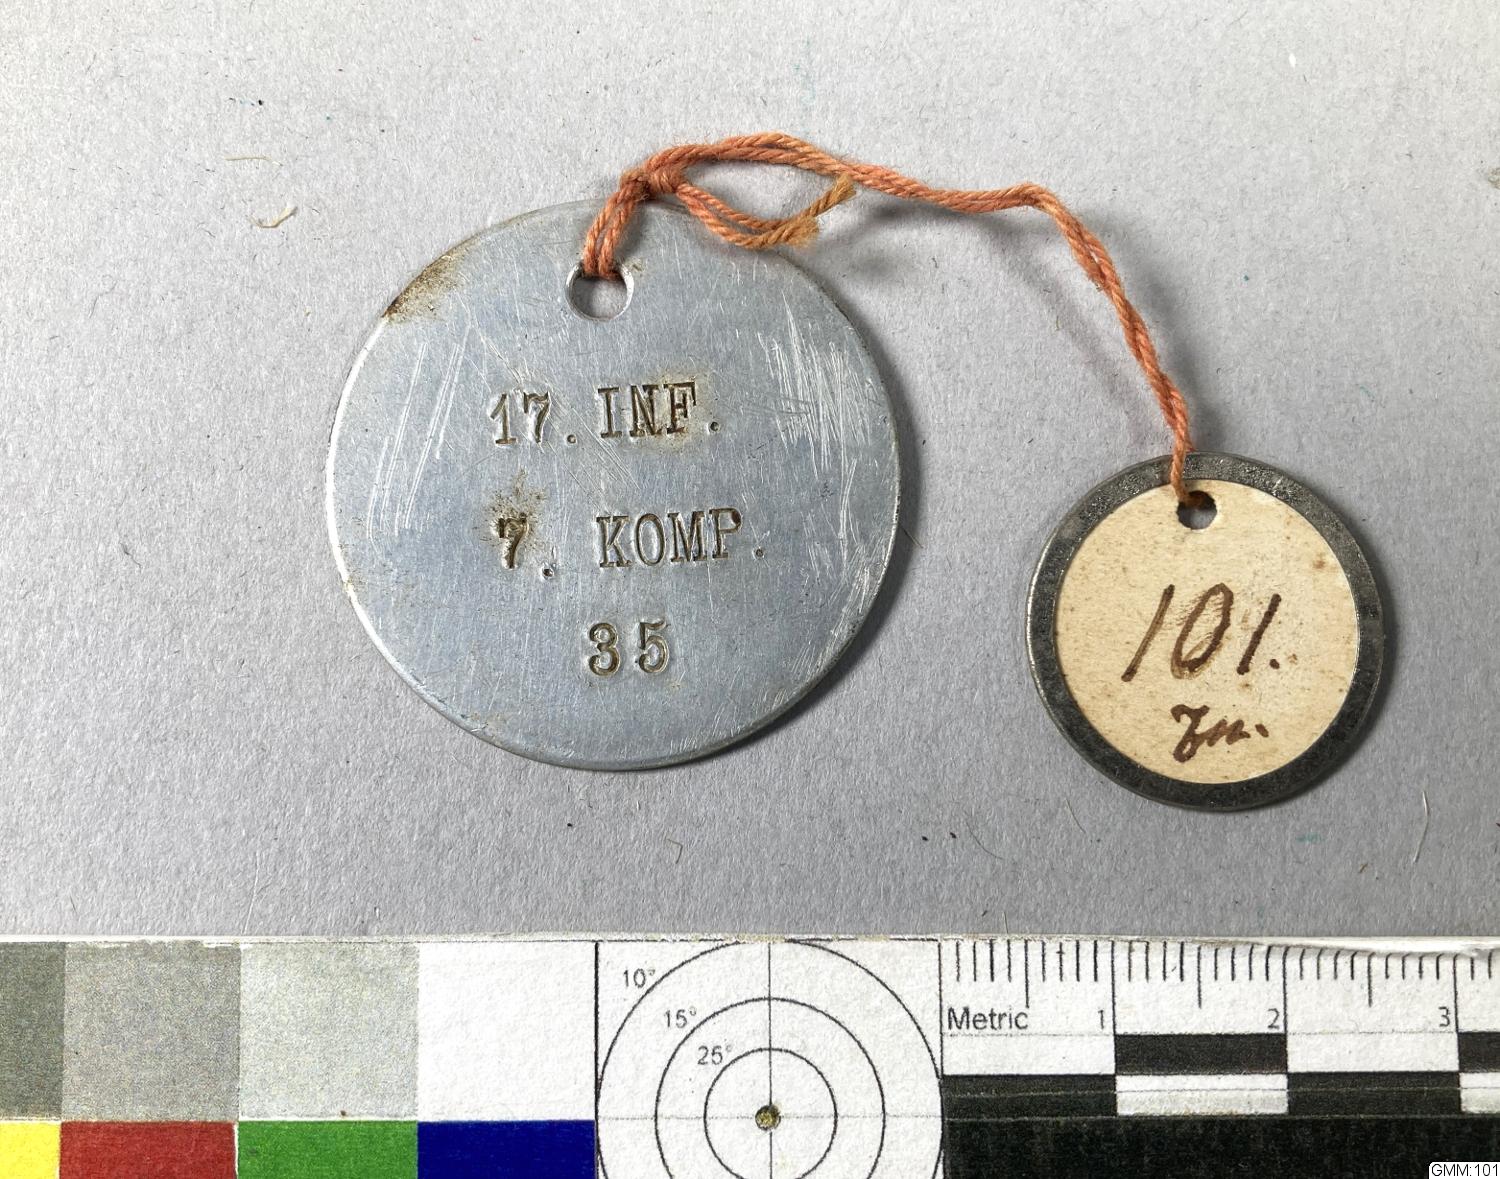 17. INF.
7. KOMP.
35
101.
10°
15°
25°
Metric 1 2 3
GMM:101